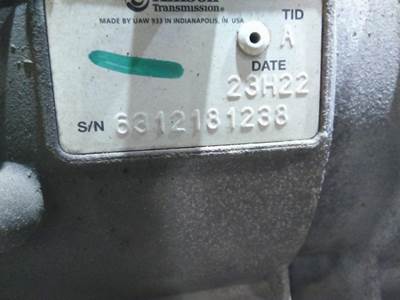 Transmission.
MADE BY UAW 933 IN INDIANAPOLIS, IN USA
TID
A
DATE
23H22
S/N 6312181238